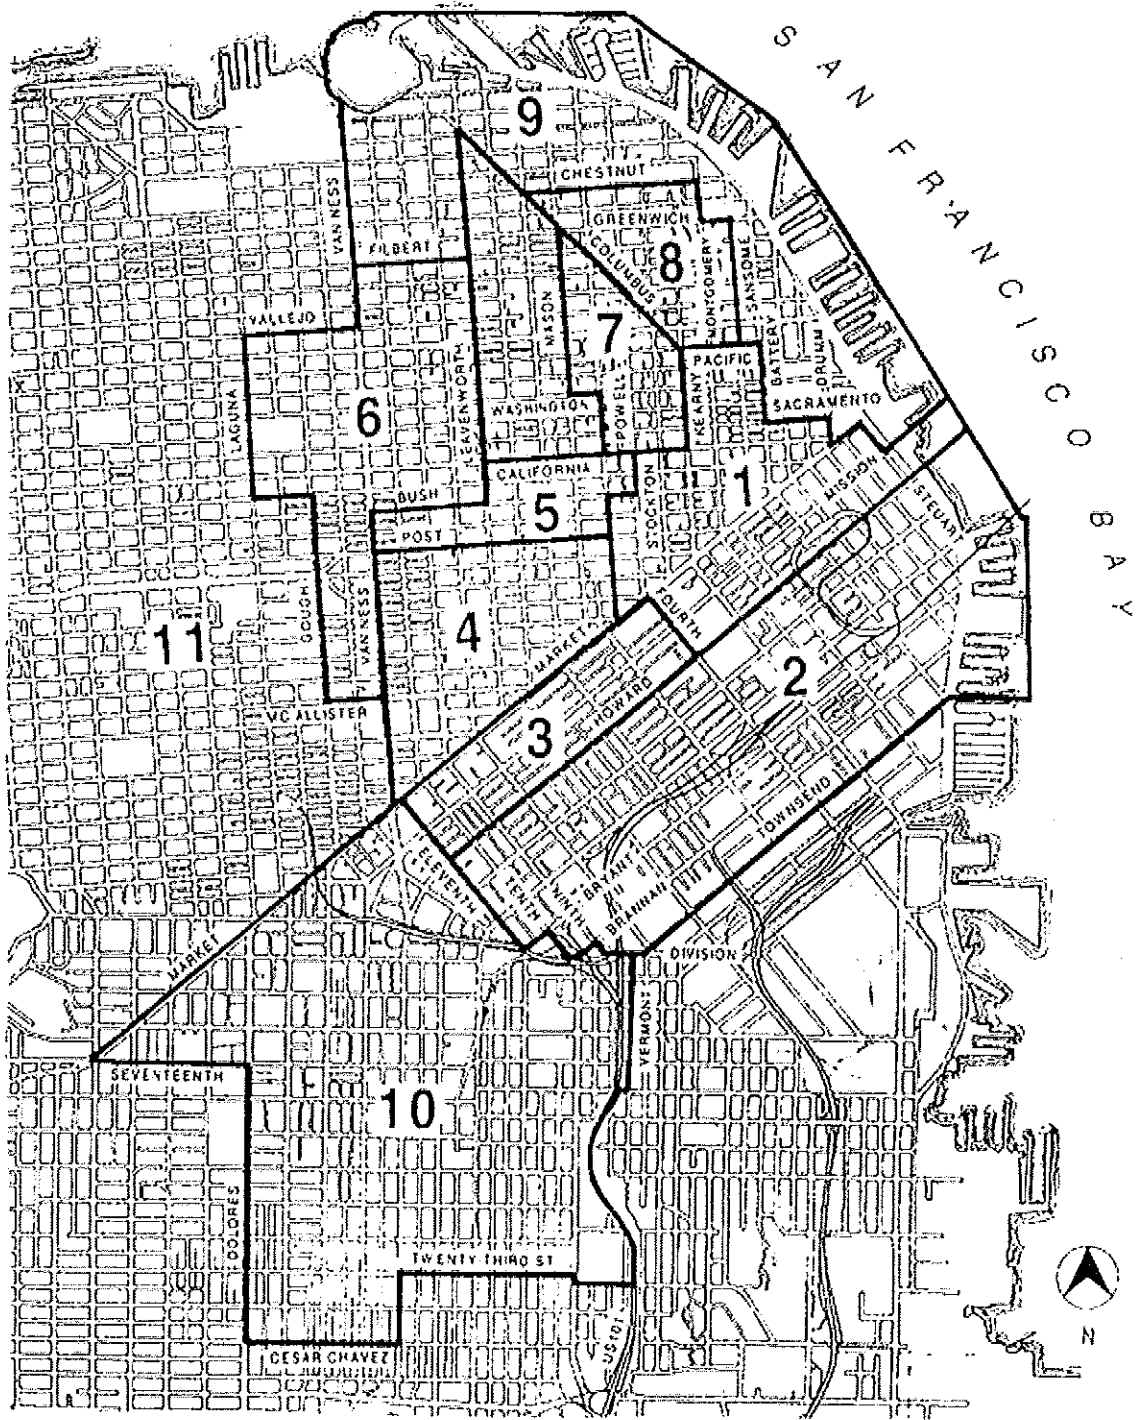 SAN FRANCISCO BAY
9
CHESTNUT
VAN NESS
GREENWICH
FILBERT
COLUMBUS
8
MONTGOMERY
SANSOME
VALLEJO
MASON
7
BATTERY
DRUMM
PACIFIC
LEAVENWORTH
LAGUNA
6
WASHINGTON
POWELL
KEARNY
SACRAMENTO
CALIFORNIA
1
MISSION
BUSH
5
STOCKTON
STEUART
POST
GOUGH
VAN NESS
11
4
MARKET
FOURTH
2
MC ALLISTER
HOWARD
3
TOWNSEND
ELEVENTH
TENTH
NINTH
BRYANT
BRANNAN
MARKET
DIVISION
VERMONT
SEVENTEENTH
10
DOLORES
TWENTY-THIRD ST
US101
CESAR CHAVEZ
N